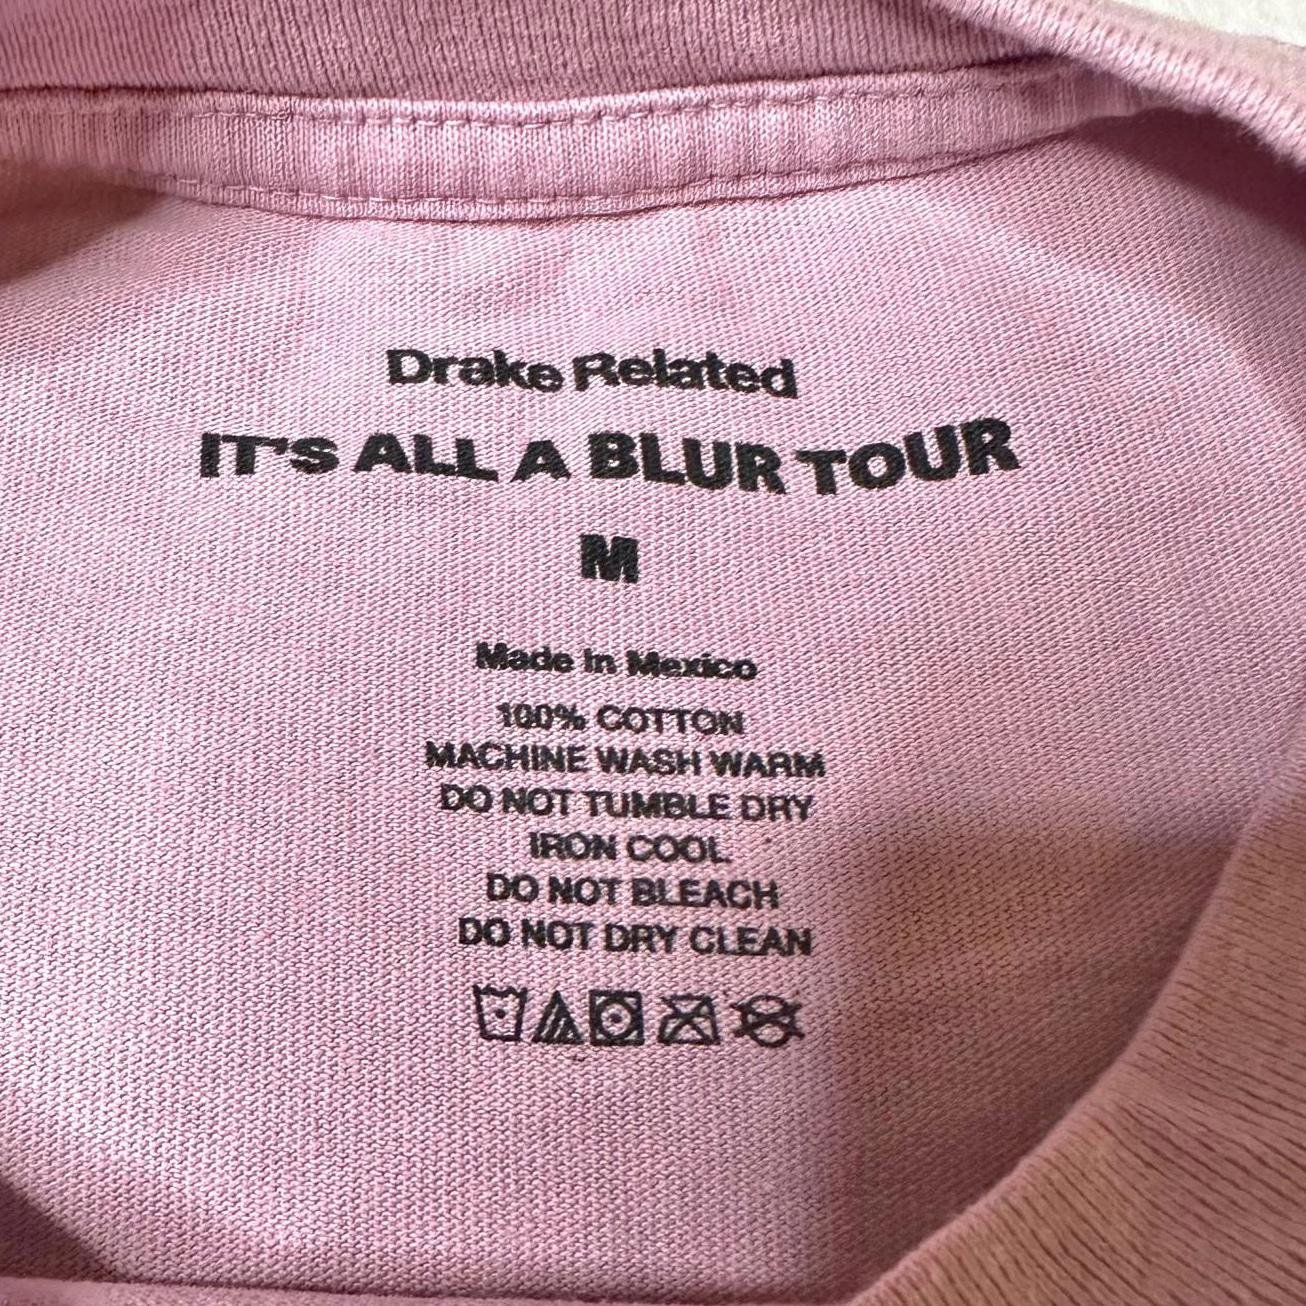 Drake Related
IT'S ALL A BLUR TOUR
M
Made in Mexico
100% COTTON
MACHINE WASH WARM
DO NOT TUMBLE DRY
IRON COOL
DO NOT BLEACH
DO NOT DRY CLEAN